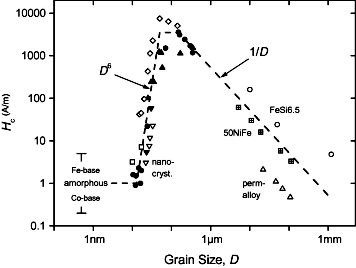 10000
1000
100
10
1
0.1
H_c (A/m)
D⁶
1/D
FeSi6.5
50NiFe
nano-
cryst.
perm-
alloy
Fe-base
amorphous
Co-base
1nm
1µm
1mm
Grain Size, D